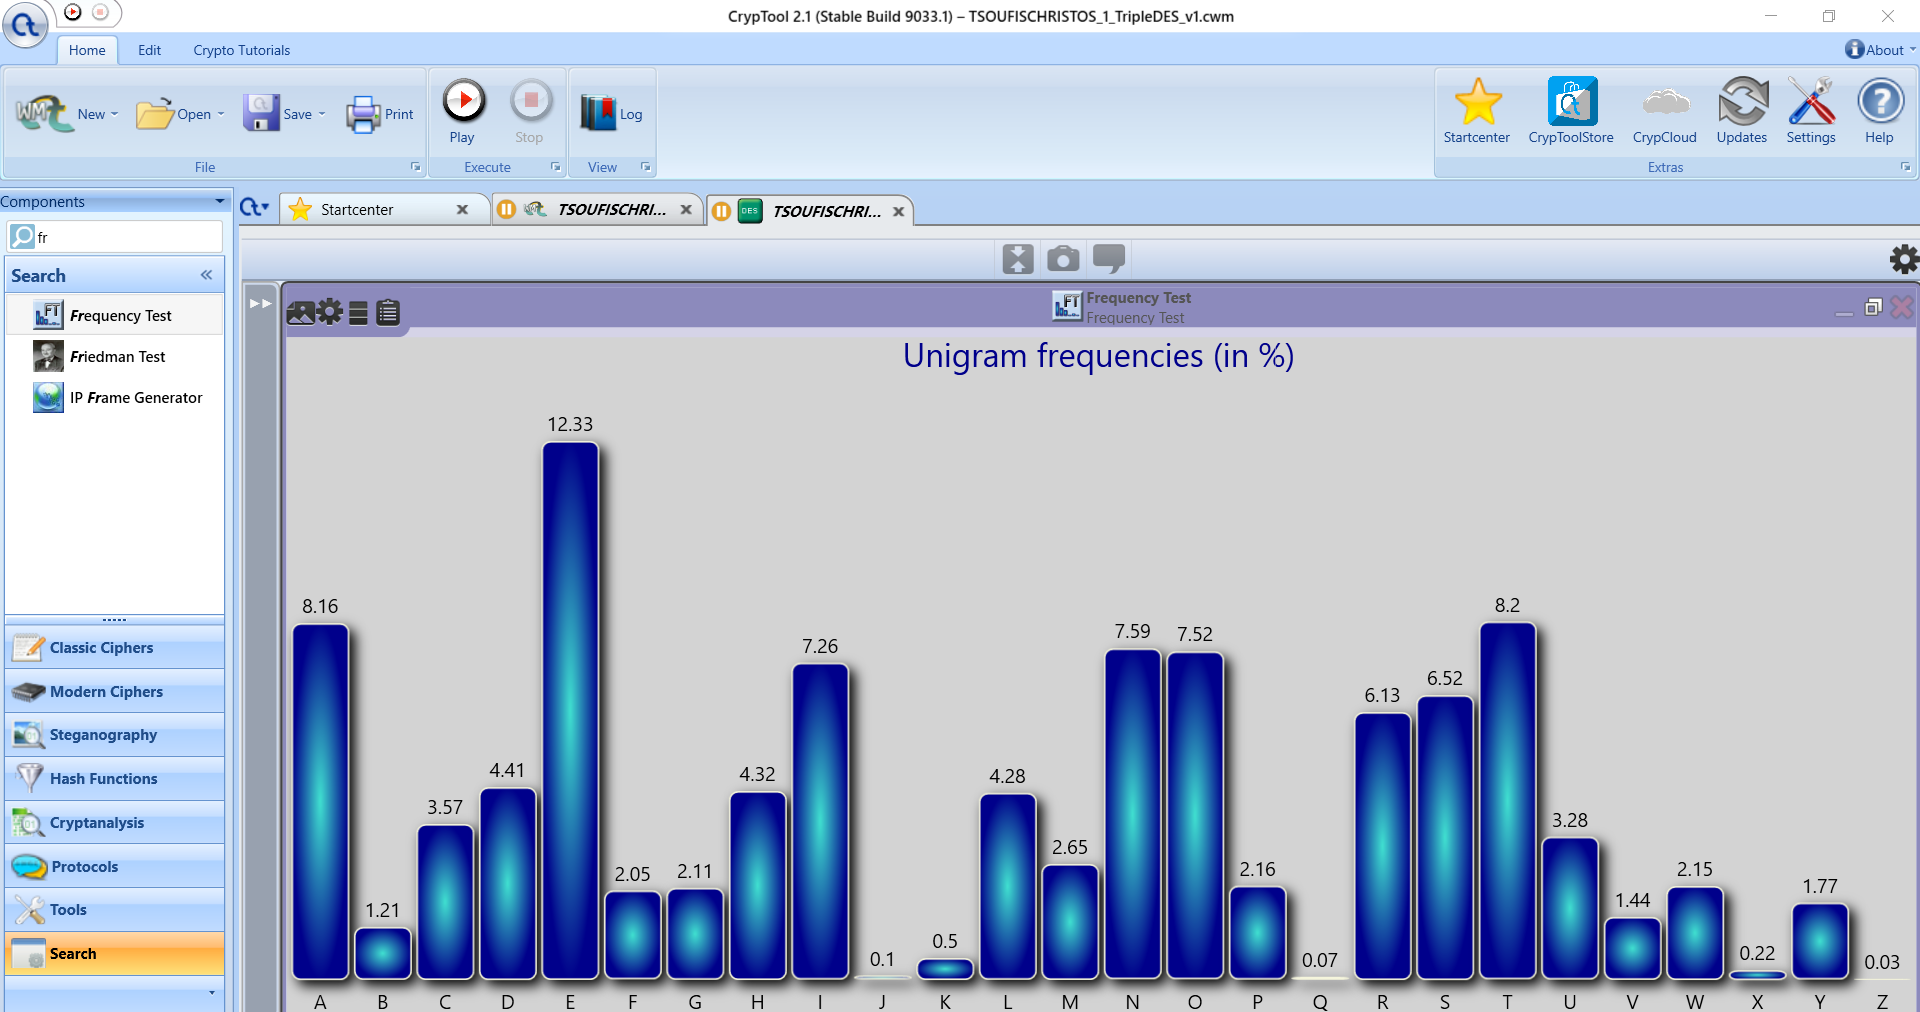 CrypTool 2.1 (Stable Build 9033.1) – TSOUFISCHRISTOS_1_TripleDES_v1.cwm
Home Edit Crypto Tutorials About
New Open Save Print Play Stop Log Startcenter CrypToolStore CrypCloud Updates Settings Help
File Execute View Extras
Components
Startcenter TSOUFISCHRI... DES TSOUFISCHRI...
fr
Search
Frequency Test
Friedman Test
IP Frame Generator
Classic Ciphers
Modern Ciphers
Steganography
Hash Functions
Cryptanalysis
Protocols
Tools
Search
FT Frequency Test
Frequency Test
Unigram frequencies (in %)
8.16 1.21 3.57 4.41 12.33 2.05 2.11 4.32 7.26 0.1 0.5 4.28 2.65 7.59 7.52 2.16 0.07 6.13 6.52 8.2 3.28 1.44 2.15 0.22 1.77 0.03
A B C D E F G H I J K L M N O P Q R S T U V W X Y Z